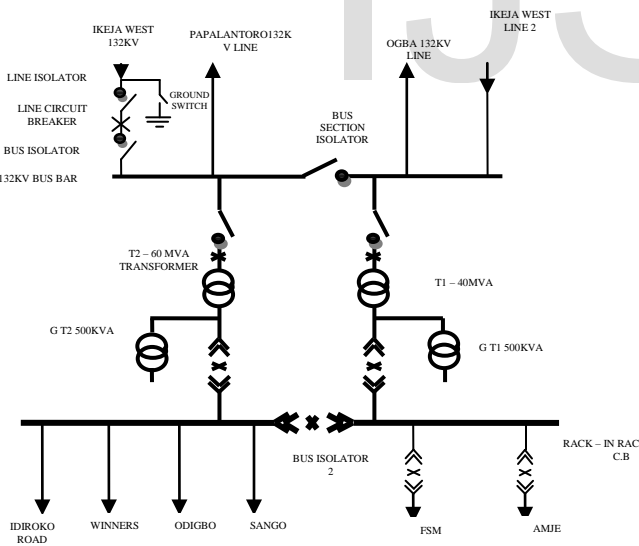 IKEJA WEST
132KV
PAPALANTORO132K
V LINE
OGBA 132KV
LINE
IKEJA WEST
LINE 2
LINE ISOLATOR
GROUND
SWITCH
LINE CIRCUIT
BREAKER
BUS
SECTION
ISOLATOR
BUS ISOLATOR
132KV BUS BAR
T2 – 60 MVA
TRANSFORMER
T1 – 40MVA
G T2 500KVA
G T1 500KVA
BUS ISOLATOR
2
RACK – IN RAC
C.B
IDIROKO
ROAD
WINNERS
ODIGBO
SANGO
FSM
AMJE